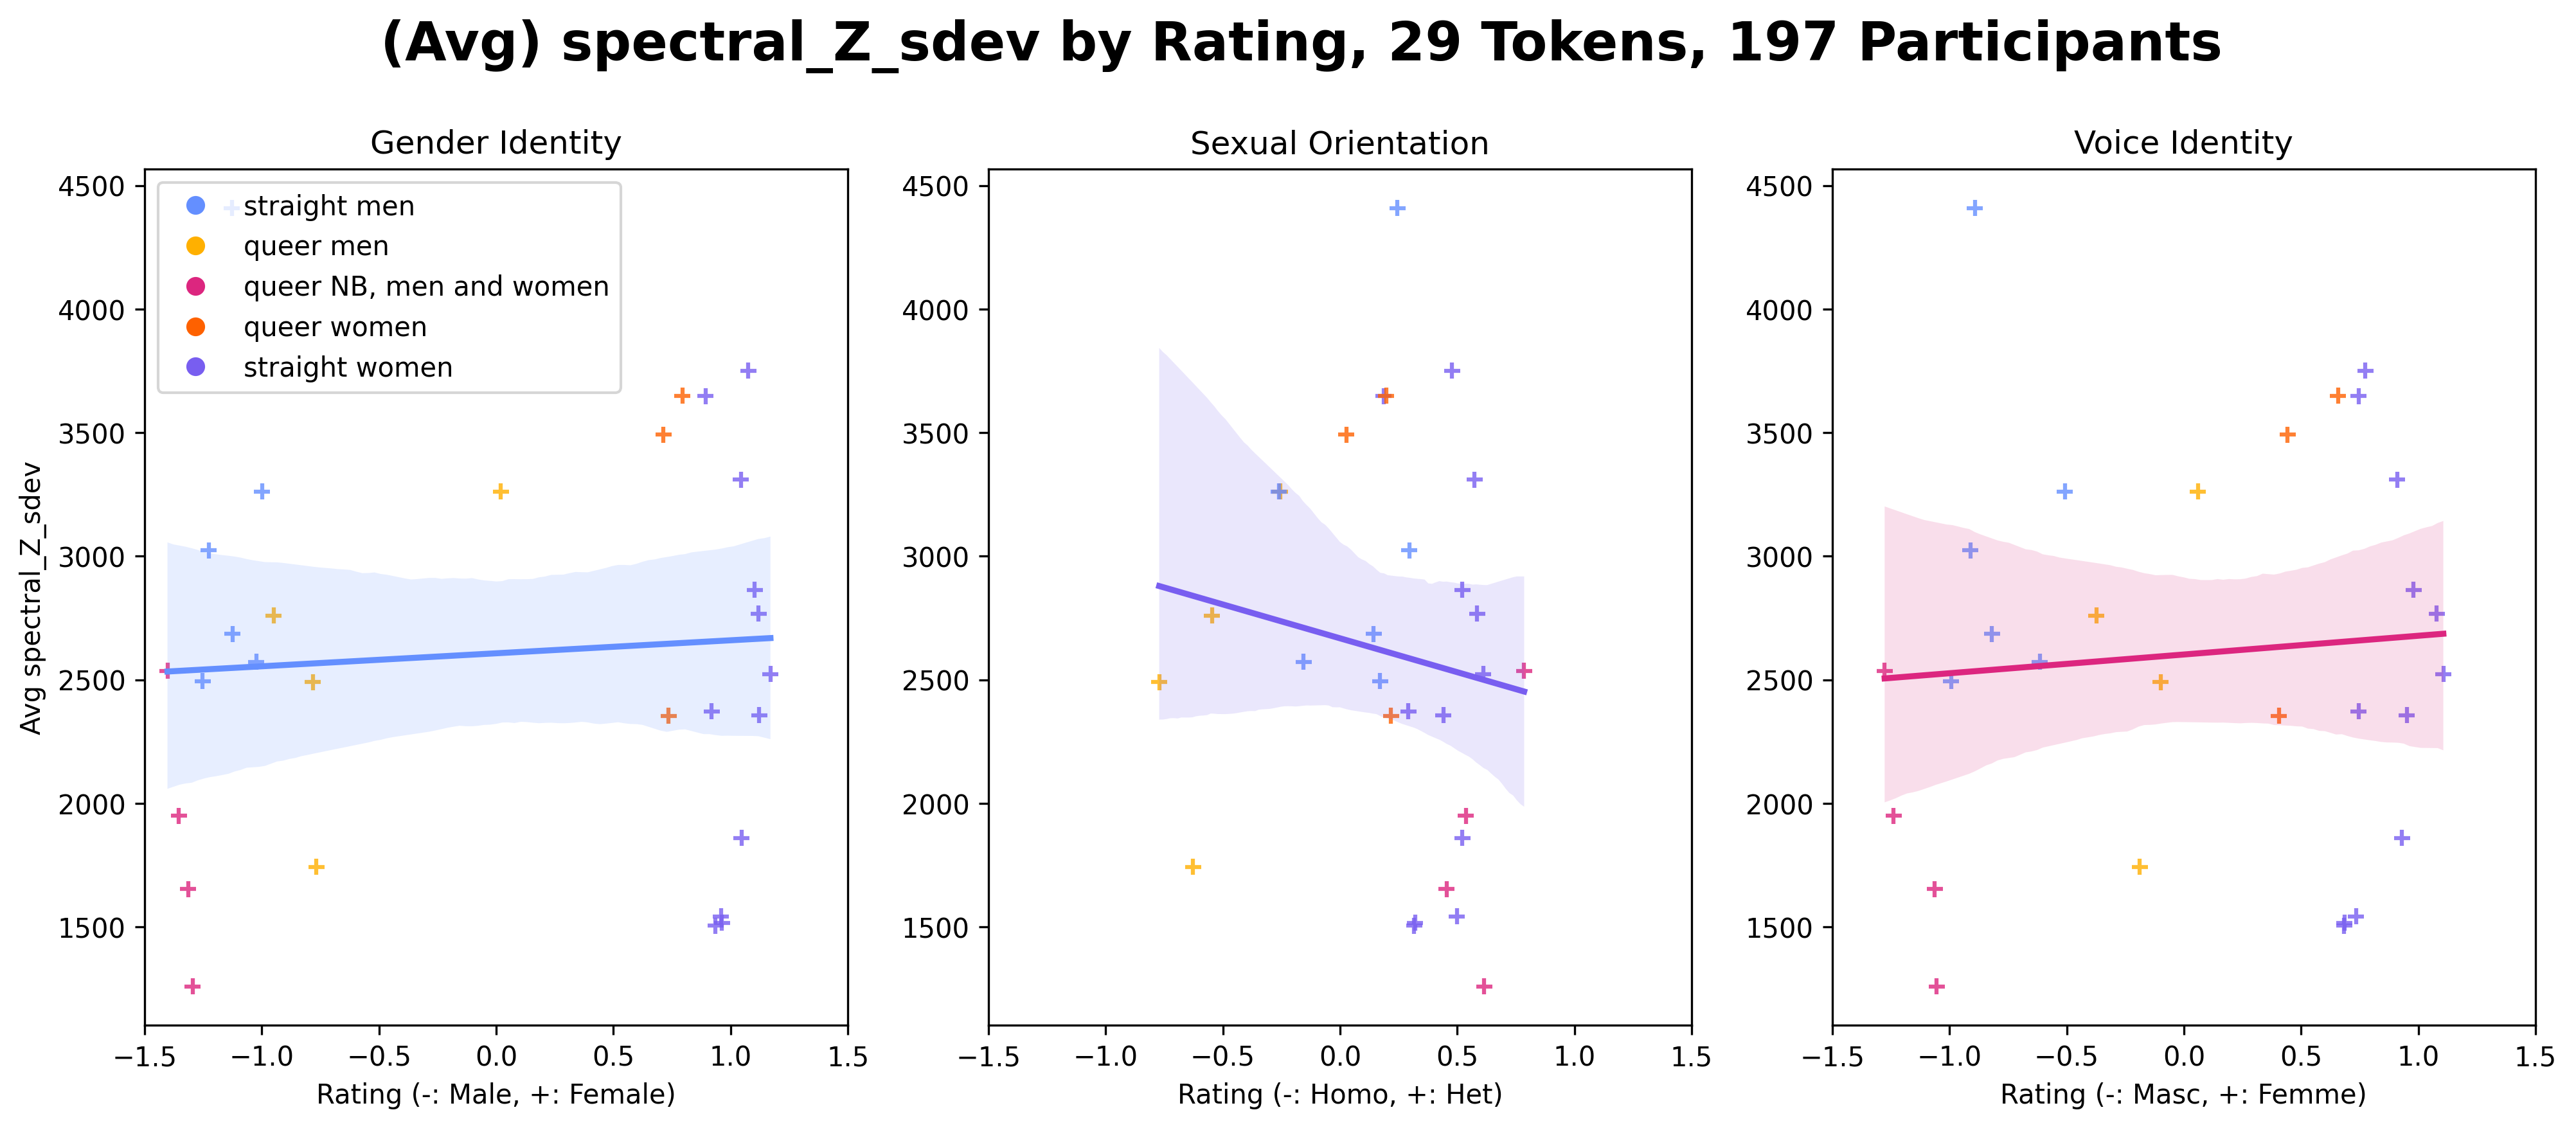 (Avg) spectral_Z_sdev by Rating, 29 Tokens, 197 Participants
Gender Identity
Sexual Orientation
Voice Identity
Avg spectral_Z_sdev
4500
4000
3500
3000
2500
2000
1500
straight men
queer men
queer NB, men and women
queer women
straight women
−1.5 −1.0 −0.5 0.0 0.5 1.0 1.5
Rating (-: Male, +: Female)
4500
4000
3500
3000
2500
2000
1500
−1.5 −1.0 −0.5 0.0 0.5 1.0 1.5
Rating (-: Homo, +: Het)
4500
4000
3500
3000
2500
2000
1500
−1.5 −1.0 −0.5 0.0 0.5 1.0 1.5
Rating (-: Masc, +: Femme)